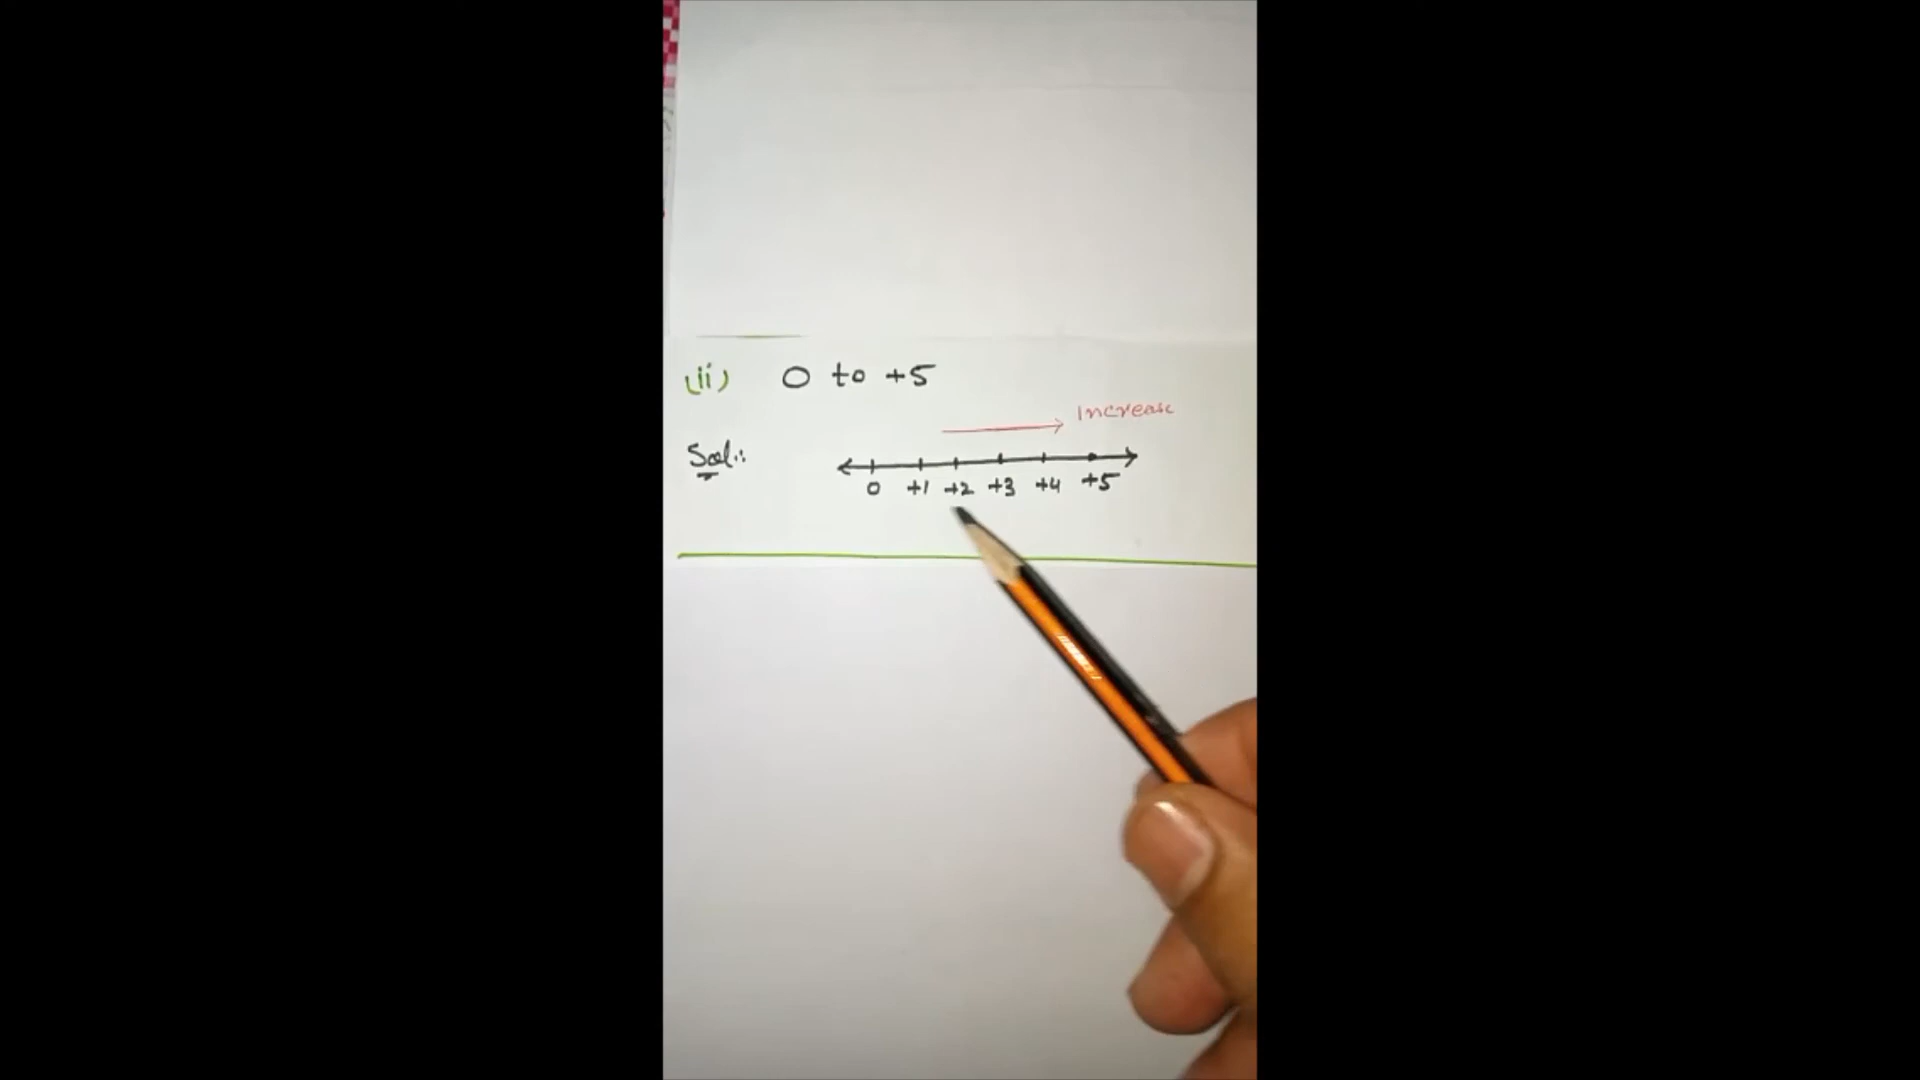 (ii) 0 to +5
Increase
Sol:
0 +1 +2 +3 +4 +5